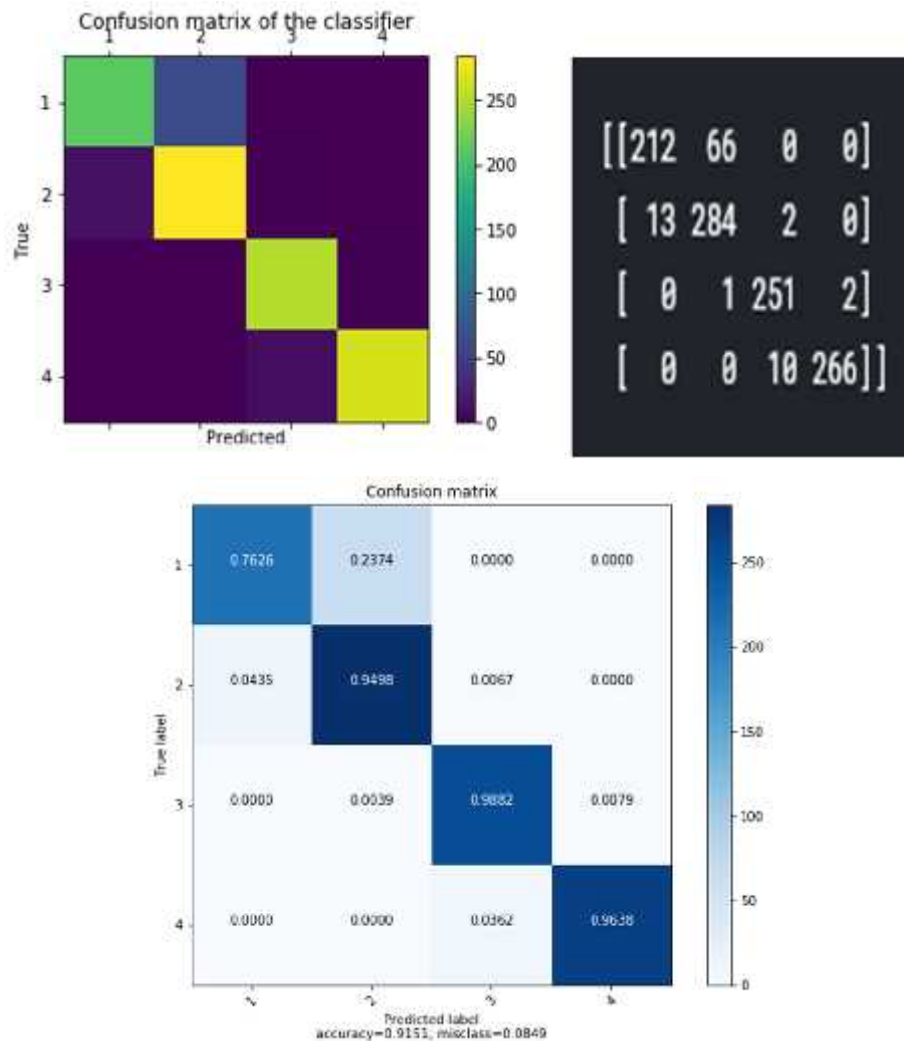 Confusion matrix of the classifier
1 2 3 4
250
200
150
100
50
0
1
2
3
4
True
Predicted
[[212 66 0 0]
[ 13 284 2 0]
[ 0 1 251 2]
[ 0 0 10 266]]
Confusion matrix
1 0.7626 0.2374 0.0000 0.0000
2 0.0435 0.9498 0.0067 0.0000
3 0.0000 0.0039 0.9882 0.0079
4 0.0000 0.0000 0.0362 0.9638
True label
1 2 3 4
Predicted label
accuracy=0.9151, misclass=0.0849
250
200
150
100
50
0